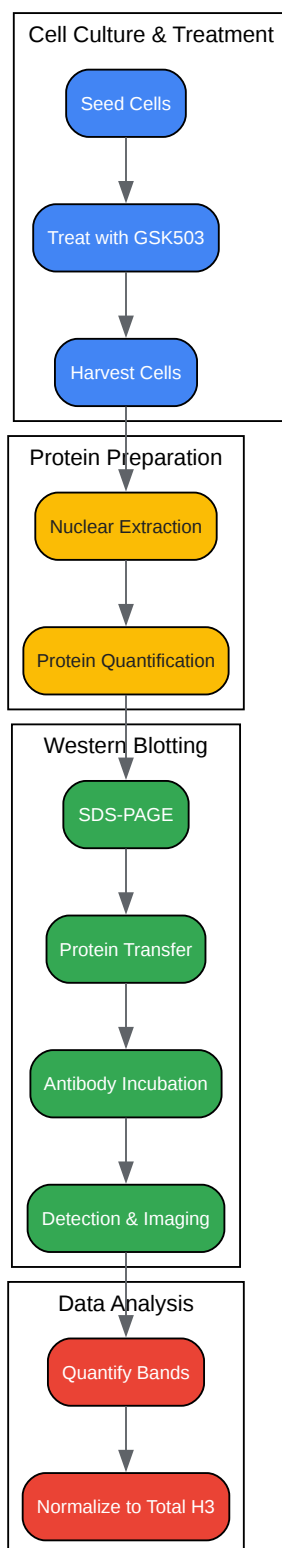 Cell Culture & Treatment
Seed Cells
Treat with GSK503
Harvest Cells
Protein Preparation
Nuclear Extraction
Protein Quantification
Western Blotting
SDS-PAGE
Protein Transfer
Antibody Incubation
Detection & Imaging
Data Analysis
Quantify Bands
Normalize to Total H3